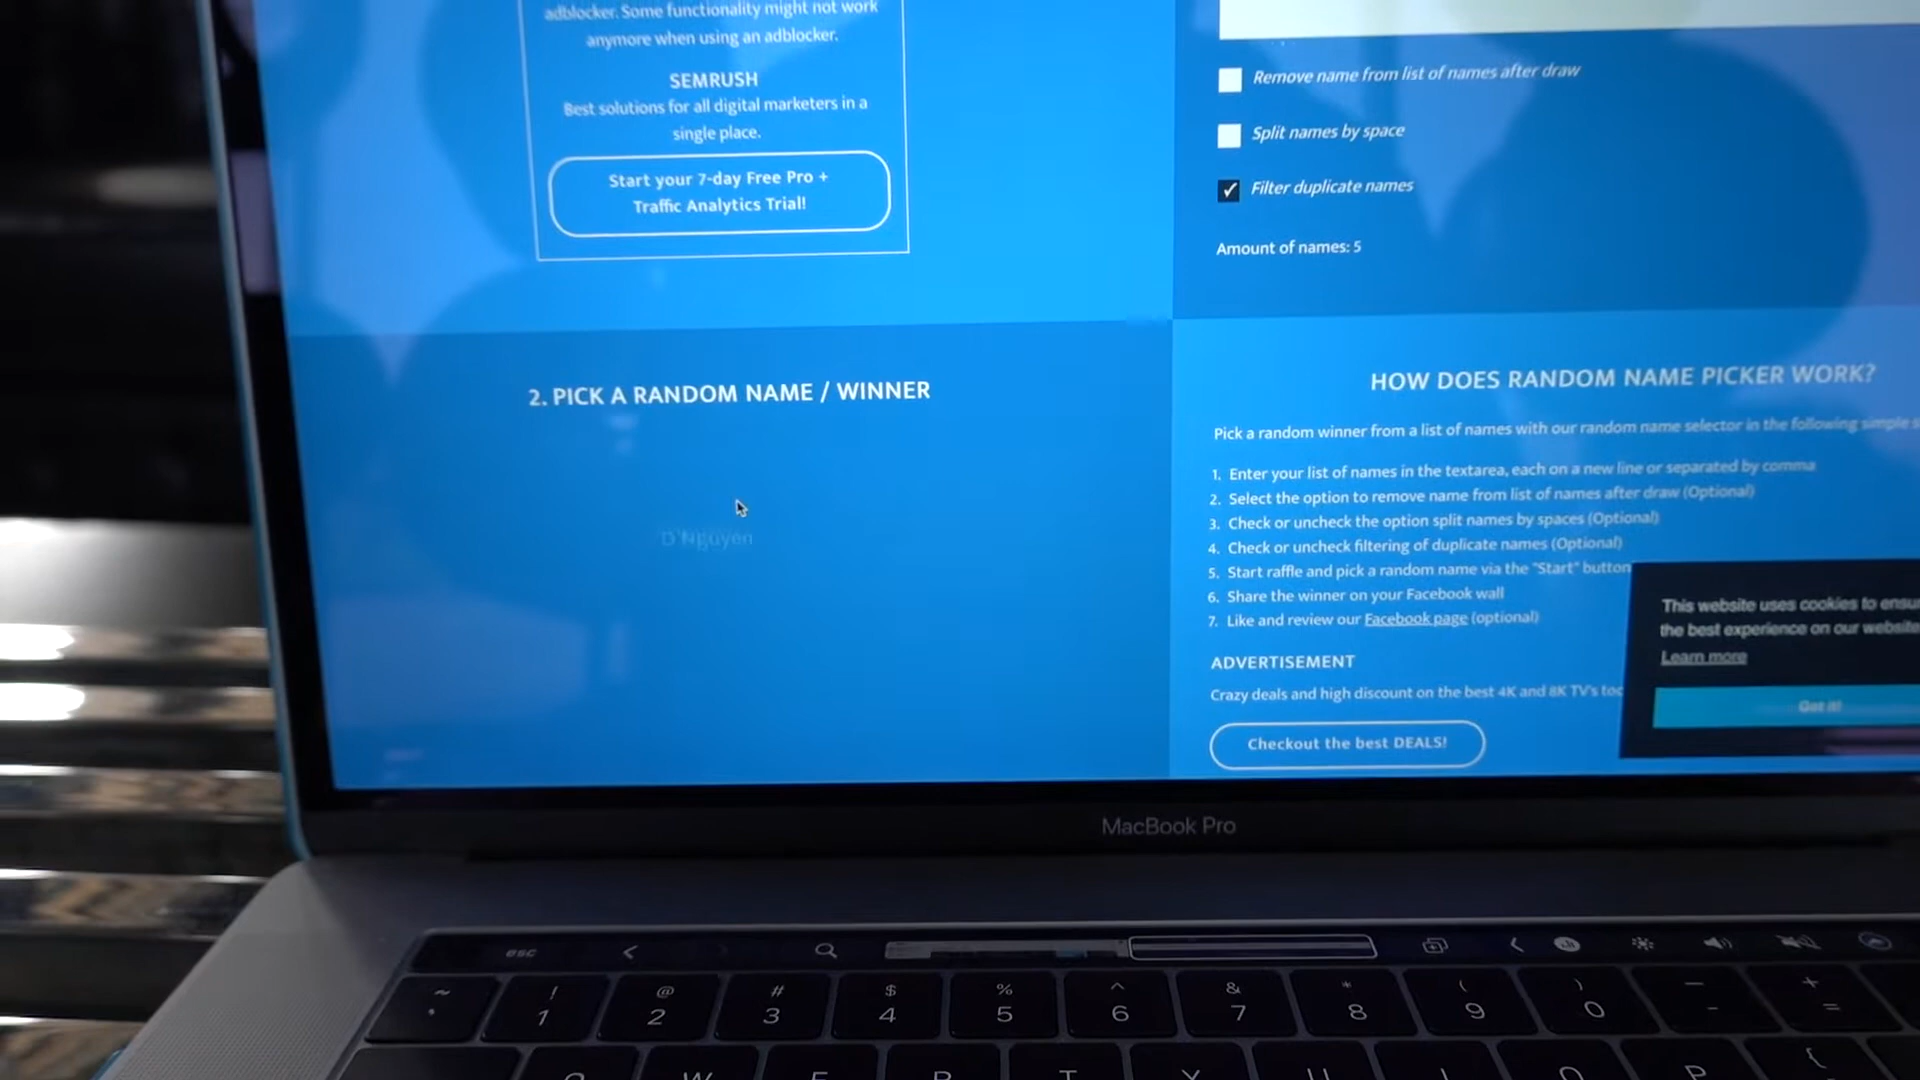 adblocker. Some functionality might not work
anymore when using an adblocker.
SEMRUSH
Best solutions for all digital marketers in a
single place.
Start your 7-day Free Pro +
Traffic Analytics Trial!
Remove name from list of names after draw
Split names by space
Filter duplicate names
Amount of names: 5
2. PICK A RANDOM NAME / WINNER
D'Nguyen
HOW DOES RANDOM NAME PICKER WORK?
Pick a random winner from a list of names with our random name selector in the following simple
1. Enter your list of names in the textarea, each on a new line or separated by comma
2. Select the option to remove name from list of names after draw (Optional)
3. Check or uncheck the option split names by spaces (Optional)
4. Check or uncheck filtering of duplicate names (Optional)
5. Start raffle and pick a random name via the "Start" button
6. Share the winner on your Facebook wall
7. Like and review our Facebook page (optional)
ADVERTISEMENT
Crazy deals and high discount on the best 4K and 8K TV's
Checkout the best DEALS!
This website uses cookies to
the best experience on our website
Learn more
Got it!
MacBook Pro
esc
~ ! @ # $ % ^ & * ( ) — +
1 2 3 4 5 6 7 8 9 0 - =
{